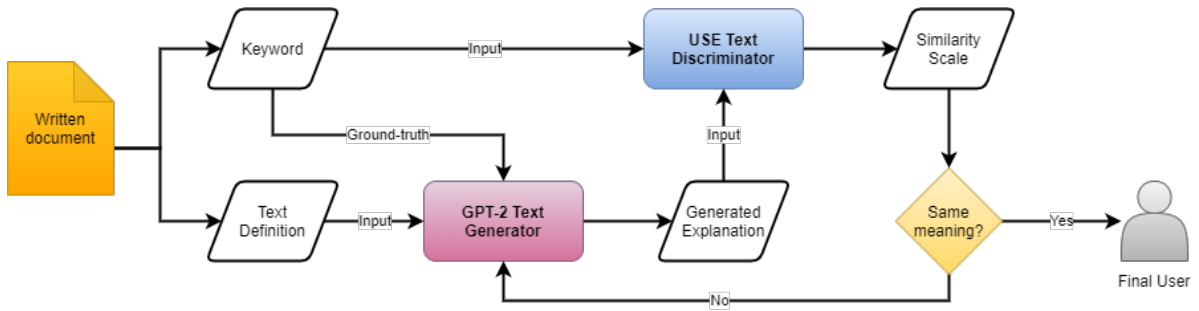 Written
document
Keyword
Input
USE Text
Discriminator
Similarity
Scale
Ground-truth
Input
Text
Definition
Input
GPT-2 Text
Generator
Generated
Explanation
Same
meaning?
Yes
Final User
No